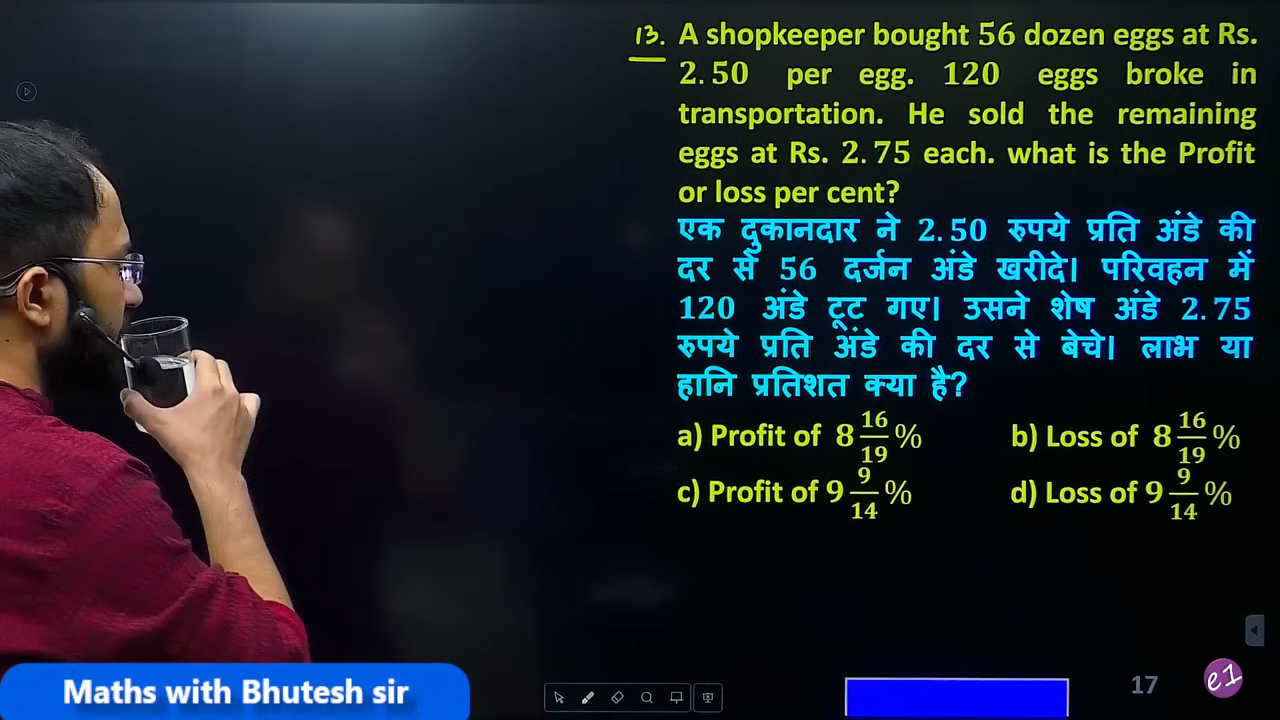 13. A shopkeeper bought 56 dozen eggs at Rs.
2.50 per egg. 120 eggs broke in
transportation. He sold the remaining
eggs at Rs. 2.75 each. what is the Profit
or loss per cent?
एक दुकानदार ने 2.50 रुपये प्रति अंडे की
दर से 56 दर्जन अंडे खरीदे। परिवहन में
120 अंडे टूट गए। उसने शेष अंडे 2.75
रुपये प्रति अंडे की दर से बेचे। लाभ या
हानि प्रतिशत क्या है?
a) Profit of 8 16/19 % b) Loss of 8 16/19 %
c) Profit of 9 9/14 % d) Loss of 9 9/14 %
Maths with Bhutesh sir
17
e1